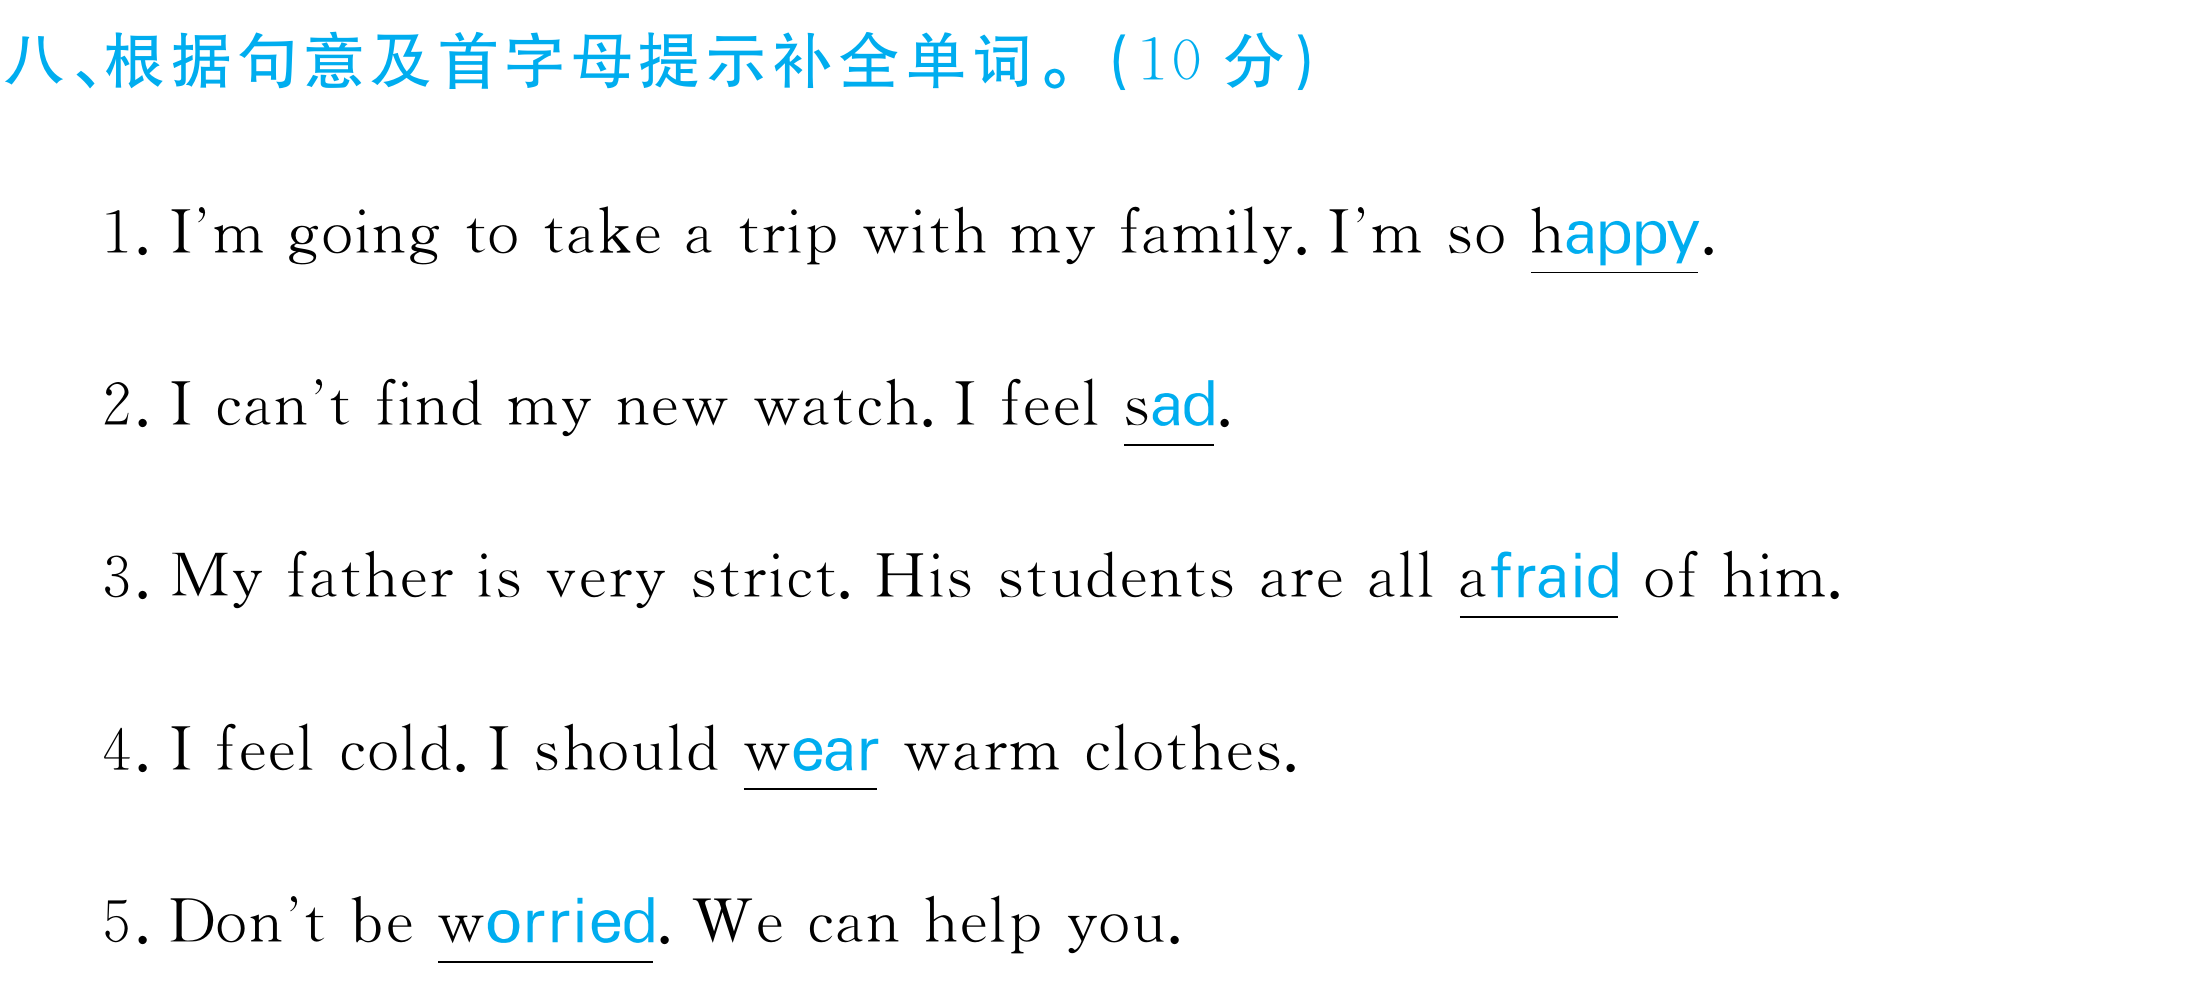 八、根据句意及首字母提示补全单词。(10 分)
1. I’m going to take a trip with my family. I’m so happy.
2. I can’t find my new watch. I feel sad.
3. My father is very strict. His students are all afraid of him.
4. I feel cold. I should wear warm clothes.
5. Don’t be worried. We can help you.